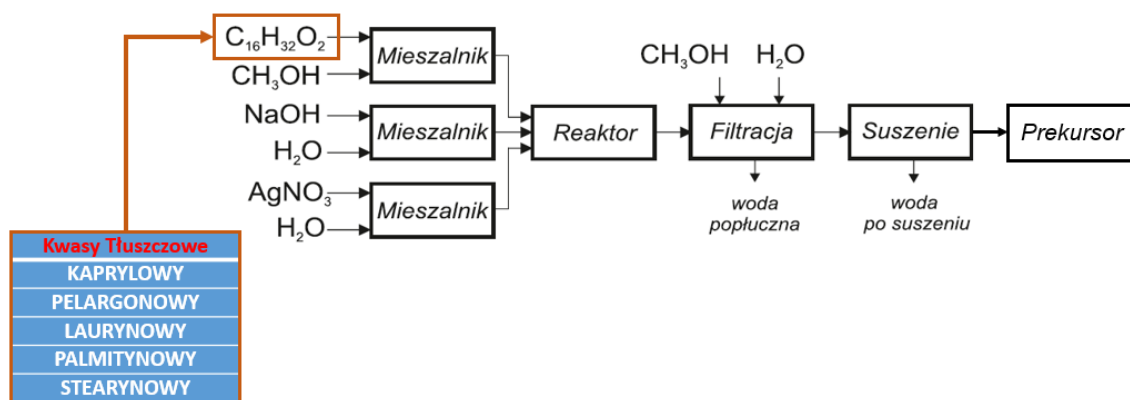 C₁₆H₃₂O₂
CH₃OH
Mieszalnik
NaOH
H₂O
Mieszalnik
AgNO₃
H₂O
Mieszalnik
Reaktor
CH₃OH
H₂O
Filtracja
woda
popłuczna
Suszenie
woda
po suszeniu
Prekursor
Kwasy Tłuszczowe
KAPRYLOWY
PELARGONOWY
LAURYNOWY
PALMITYNOWY
STEARYNOWY